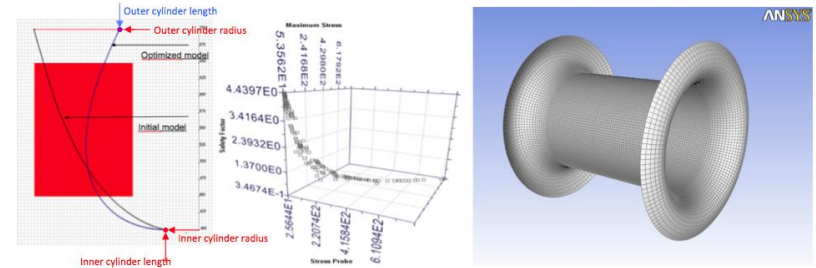 Outer cylinder length
Outer cylinder radius
Optimized model
Initial model
Inner cylinder radius
Inner cylinder length
Maximum Stress
5.3562E1
2.4168E2
4.2980E2
6.1792E2
4.4397E0
3.4164E0
2.3932E0
1.3700E0
3.4674E-1
Safety Factor
2.5644E1
2.2074E2
4.1584E2
6.1094E2
Stress Probe
ANSYS